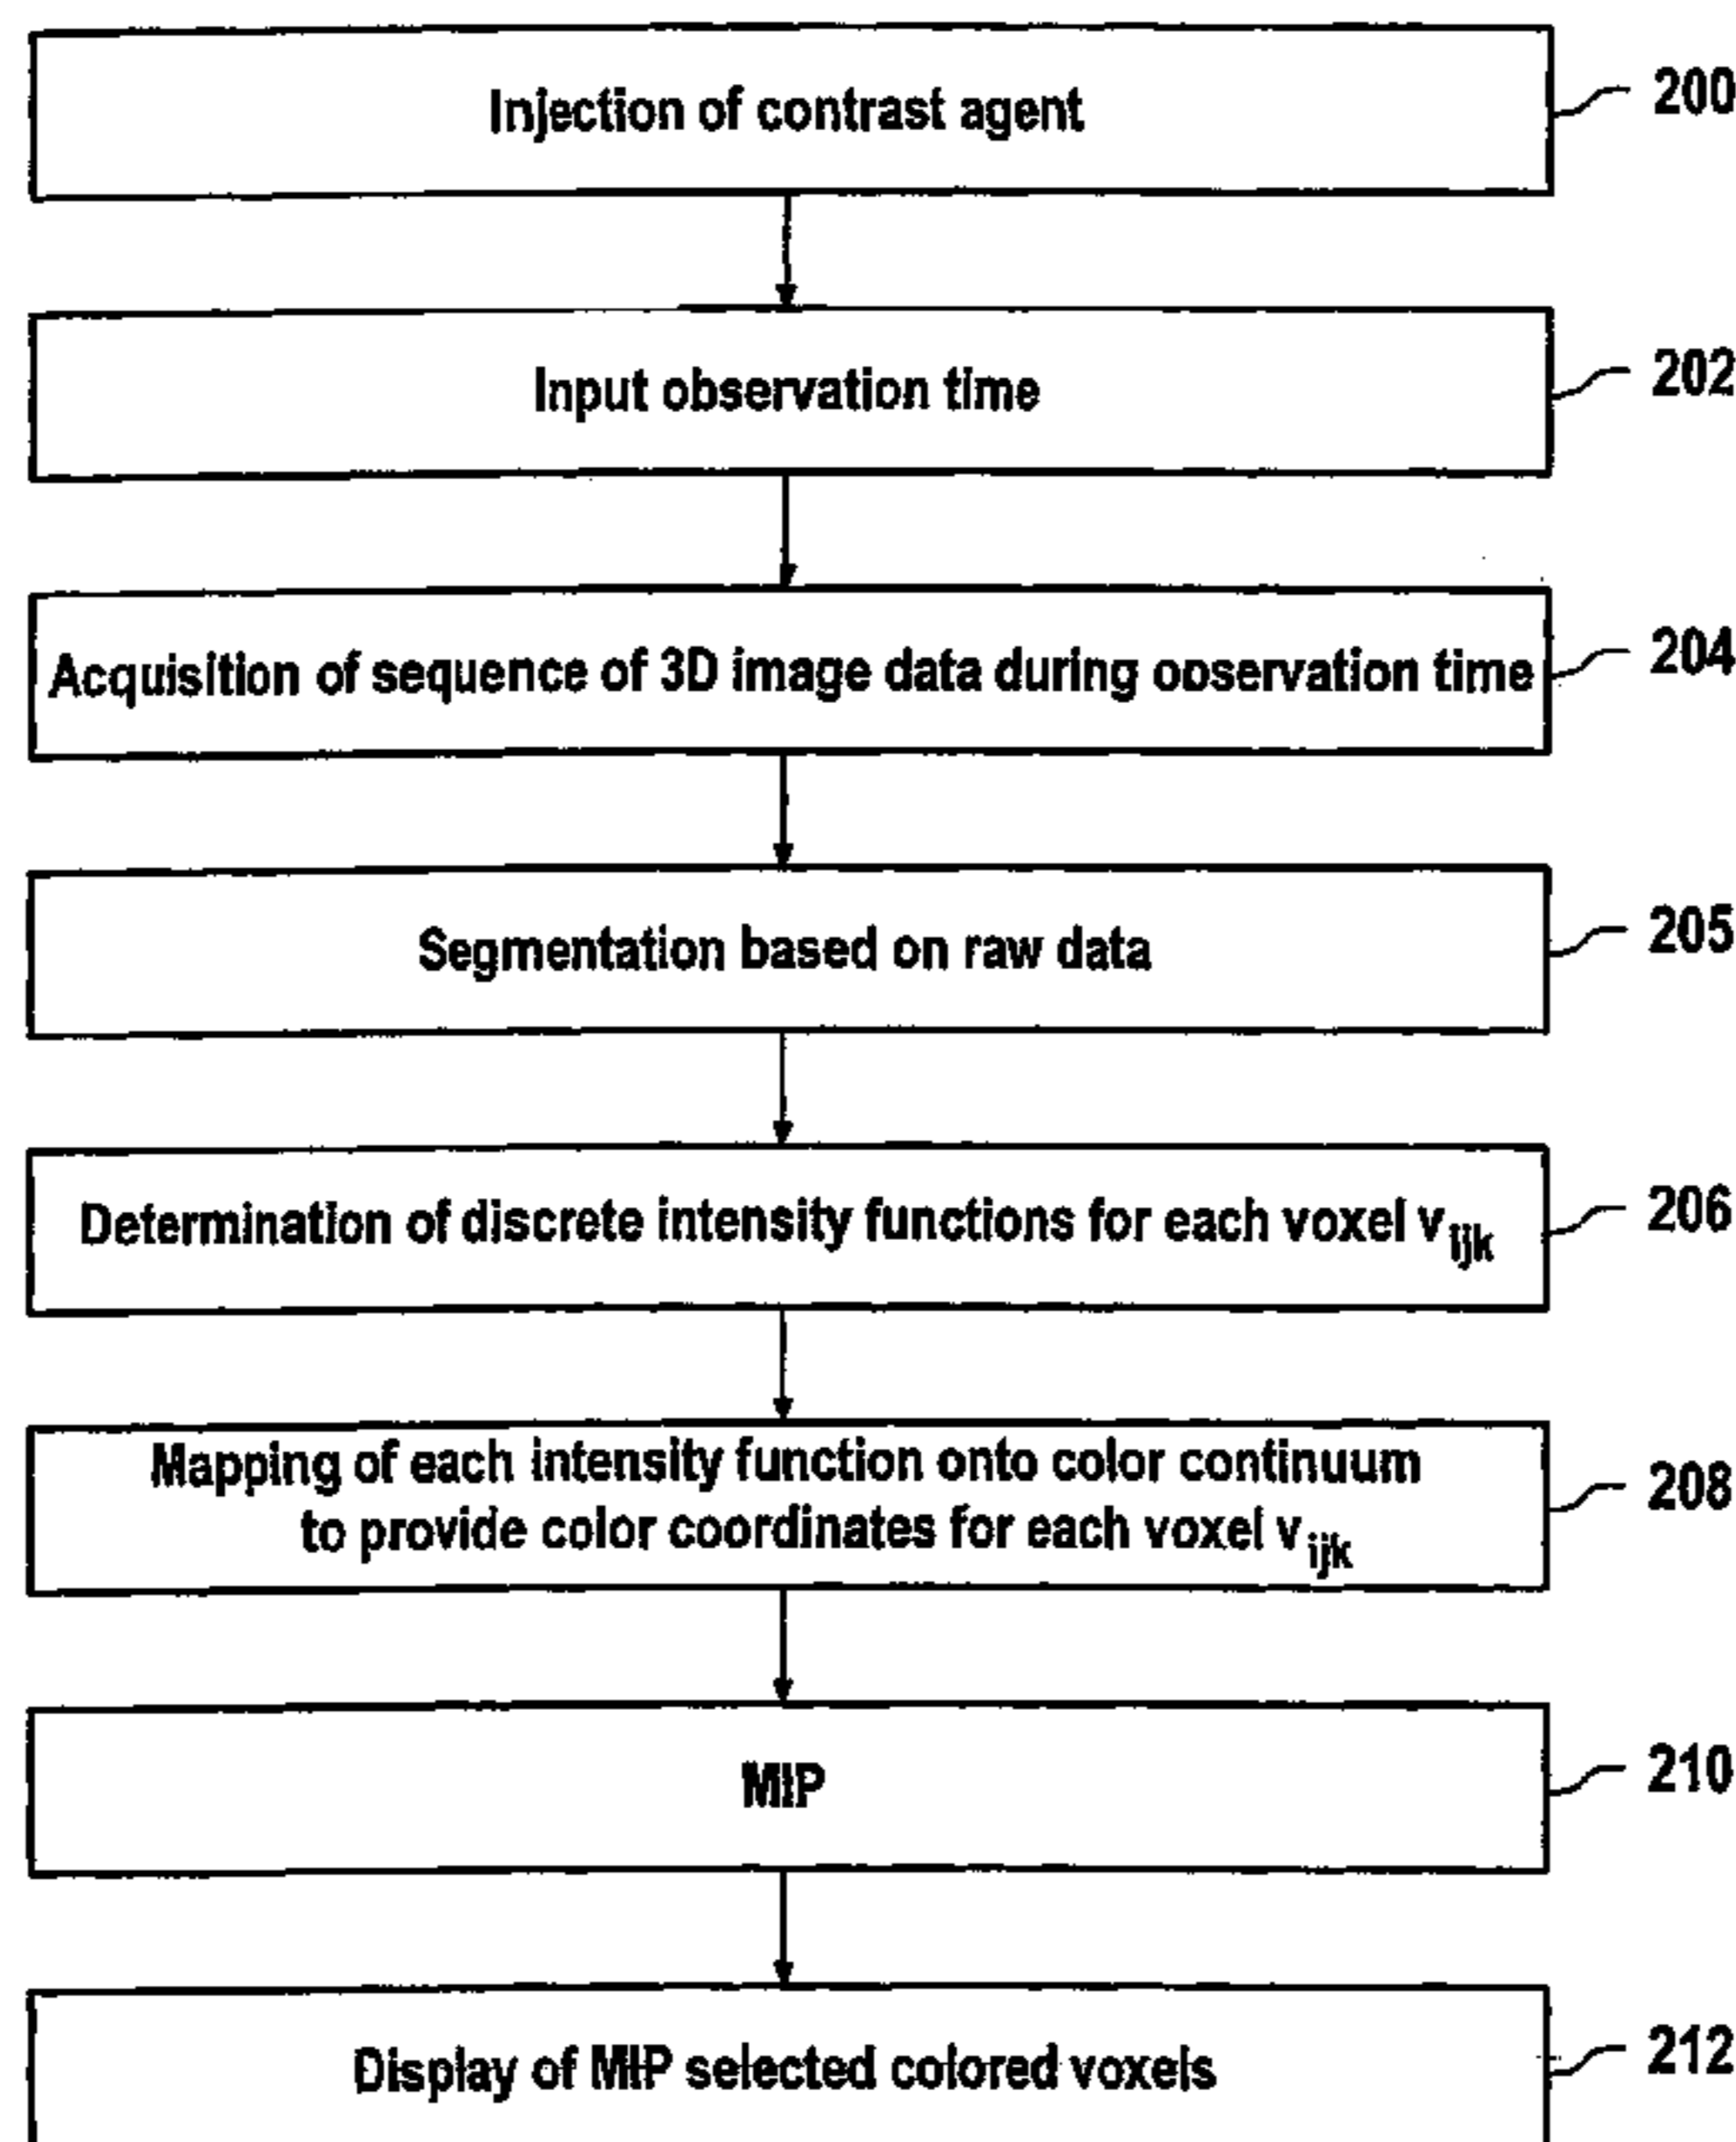 Injection of contrast agent
200
Input observation time
202
Acquisition of sequence of 3D image data during observation time
204
Segmentation based on raw data
205
Determination of discrete intensity functions for each voxel v_ijk
206
Mapping of each intensity function onto color continuum
to provide color coordinates for each voxel v_ijk
208
MIP
210
Display of MIP selected colored voxels
212